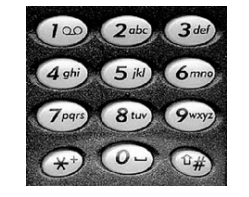 1 2abc 3def
4ghi 5jkl 6mno
7pqrs 8tuv 9wxyz
*+ 0 #